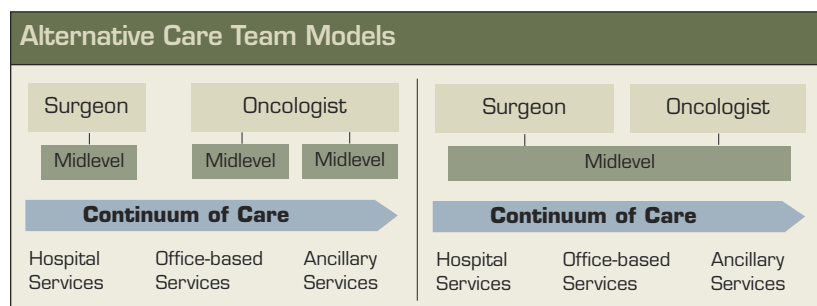 Alternative Care Team Models
Surgeon
Oncologist
Midlevel
Midlevel
Midlevel
Continuum of Care
Hospital
Services
Office-based
Services
Ancillary
Services
Surgeon
Oncologist
Midlevel
Continuum of Care
Hospital
Services
Office-based
Services
Ancillary
Services